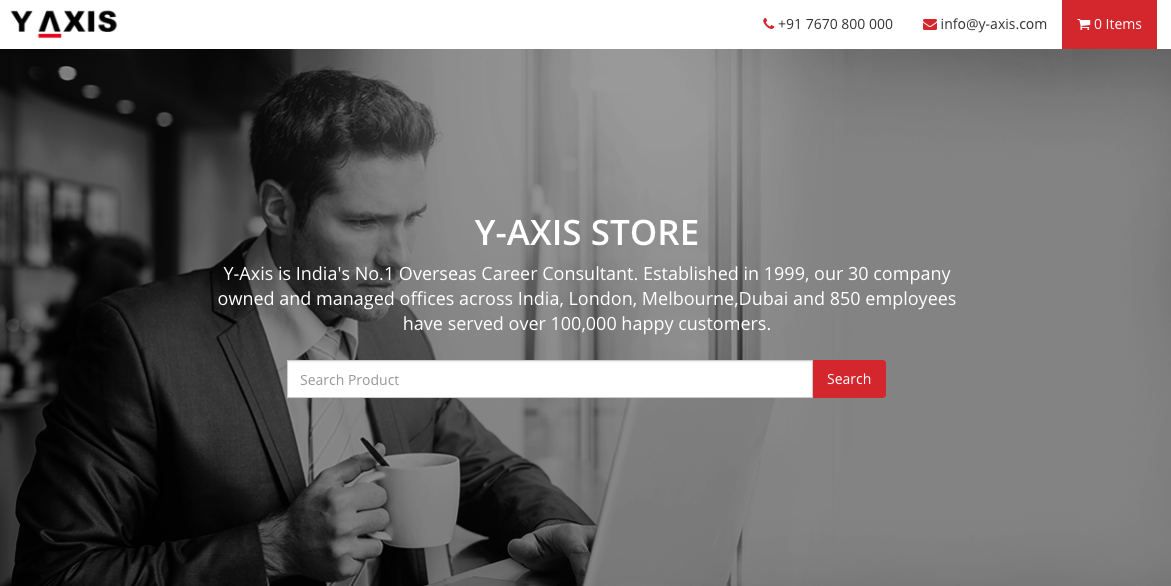 Y AXIS
+91 7670 800 000
info@y-axis.com
0 Items
Y-AXIS STORE
Y-Axis is India's No.1 Overseas Career Consultant. Established in 1999, our 30 company
owned and managed offices across India, London, Melbourne,Dubai and 850 employees
have served over 100,000 happy customers.
Search Product
Search